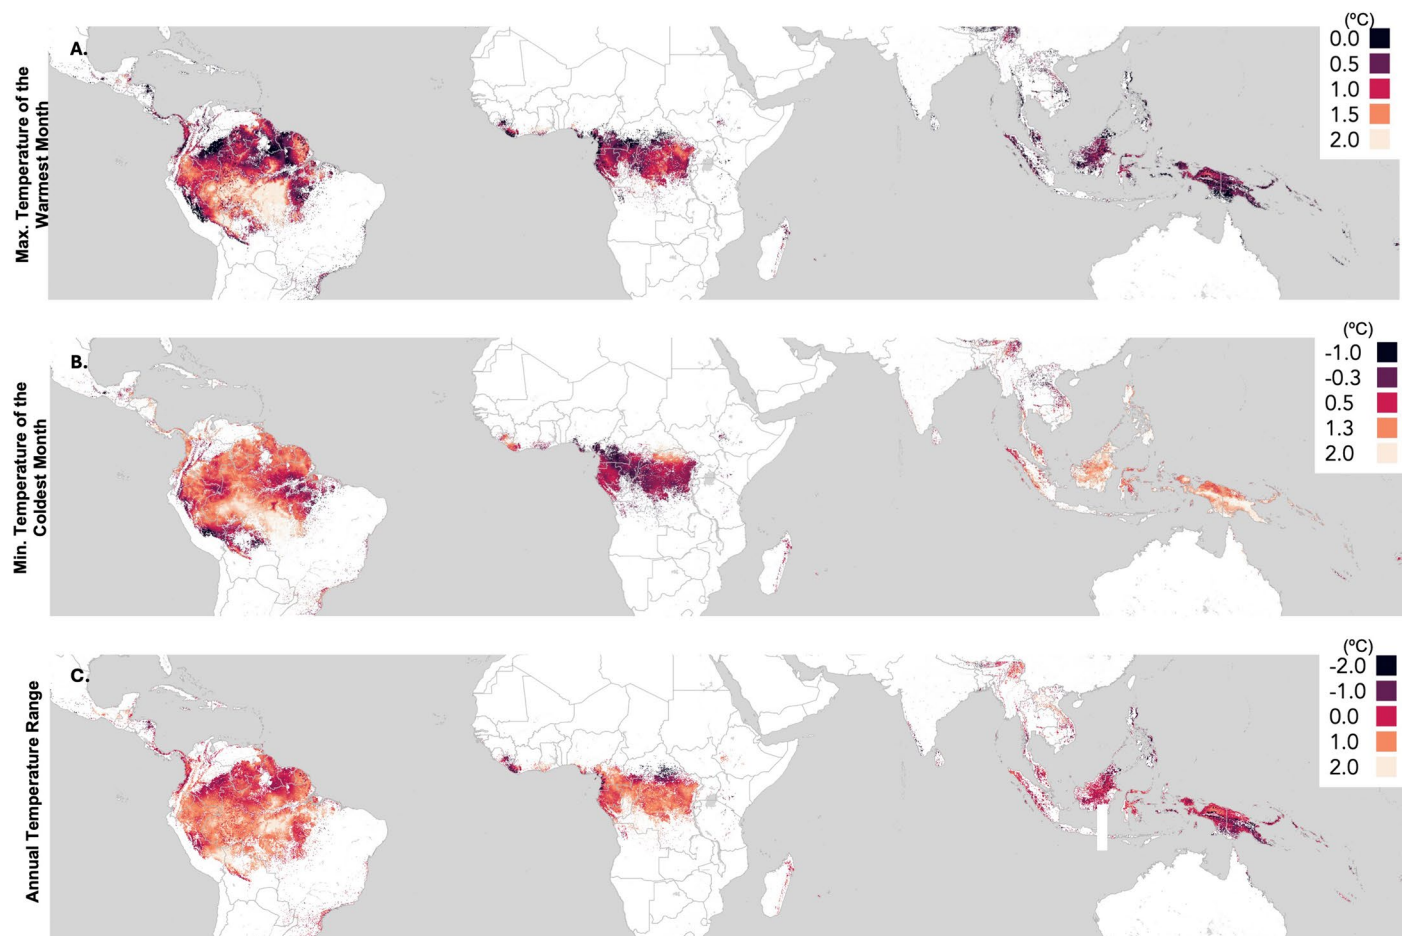 A.
Max. Temperature of the
Warmest Month
(ºC)
0.0
0.5
1.0
1.5
2.0
B.
Min. Temperature of the
Coldest Month
(ºC)
-1.0
-0.3
0.5
1.3
2.0
C.
Annual Temperature Range
(ºC)
-2.0
-1.0
0.0
1.0
2.0